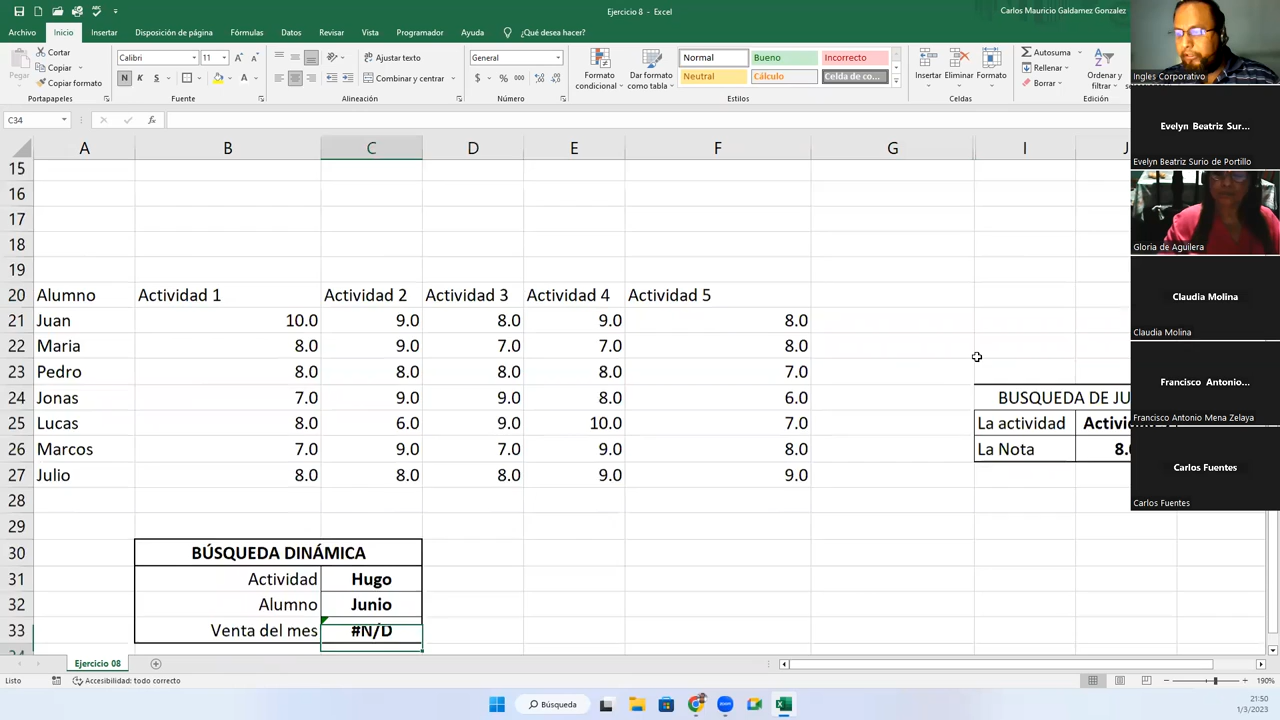 Ejercicio 8 - Excel
Carlos Mauricio Galdamez Gonzalez
Archivo Inicio Insertar Disposición de página Fórmulas Datos Revisar Vista Programador Ayuda ¿Qué desea hacer?
Pegar
Cortar
Copiar
Copiar formato
Portapapeles
Calibri 11
N K S
Fuente
Ajustar texto
Combinar y centrar
Alineación
General
$ % 000
Número
Formato condicional
Dar formato como tabla
Normal Bueno Incorrecto
Neutral Cálculo Celda de co...
Estilos
Insertar Eliminar Formato
Celdas
Autosuma
Rellenar
Borrar
Ordenar y filtrar
Edición
C34 fx
A B C D E F G I J
15
16
17
18
19
20 Alumno Actividad 1 Actividad 2 Actividad 3 Actividad 4 Actividad 5
21 Juan 10.0 9.0 8.0 9.0 8.0
22 Maria 8.0 9.0 7.0 7.0 8.0
23 Pedro 8.0 8.0 8.0 8.0 7.0
24 Jonas 7.0 9.0 9.0 8.0 6.0 BUSQUEDA DE JU
25 Lucas 8.0 6.0 9.0 10.0 7.0 La actividad Activi
26 Marcos 7.0 9.0 7.0 9.0 8.0 La Nota 8.
27 Julio 8.0 8.0 8.0 9.0 9.0
28
29
30 BÚSQUEDA DINÁMICA
31 Actividad Hugo
32 Alumno Junio
33 Venta del mes #N/D
Ejercicio 08
Listo Accesibilidad: todo correcto 190%
Búsqueda
21:50
1/3/2023
Ingles Corporativo
Evelyn Beatriz Sur...
Evelyn Beatriz Surio de Portillo
Gloria de Aguilera
Claudia Molina
Claudia Molina
Francisco Antonio...
Francisco Antonio Mena Zelaya
Carlos Fuentes
Carlos Fuentes